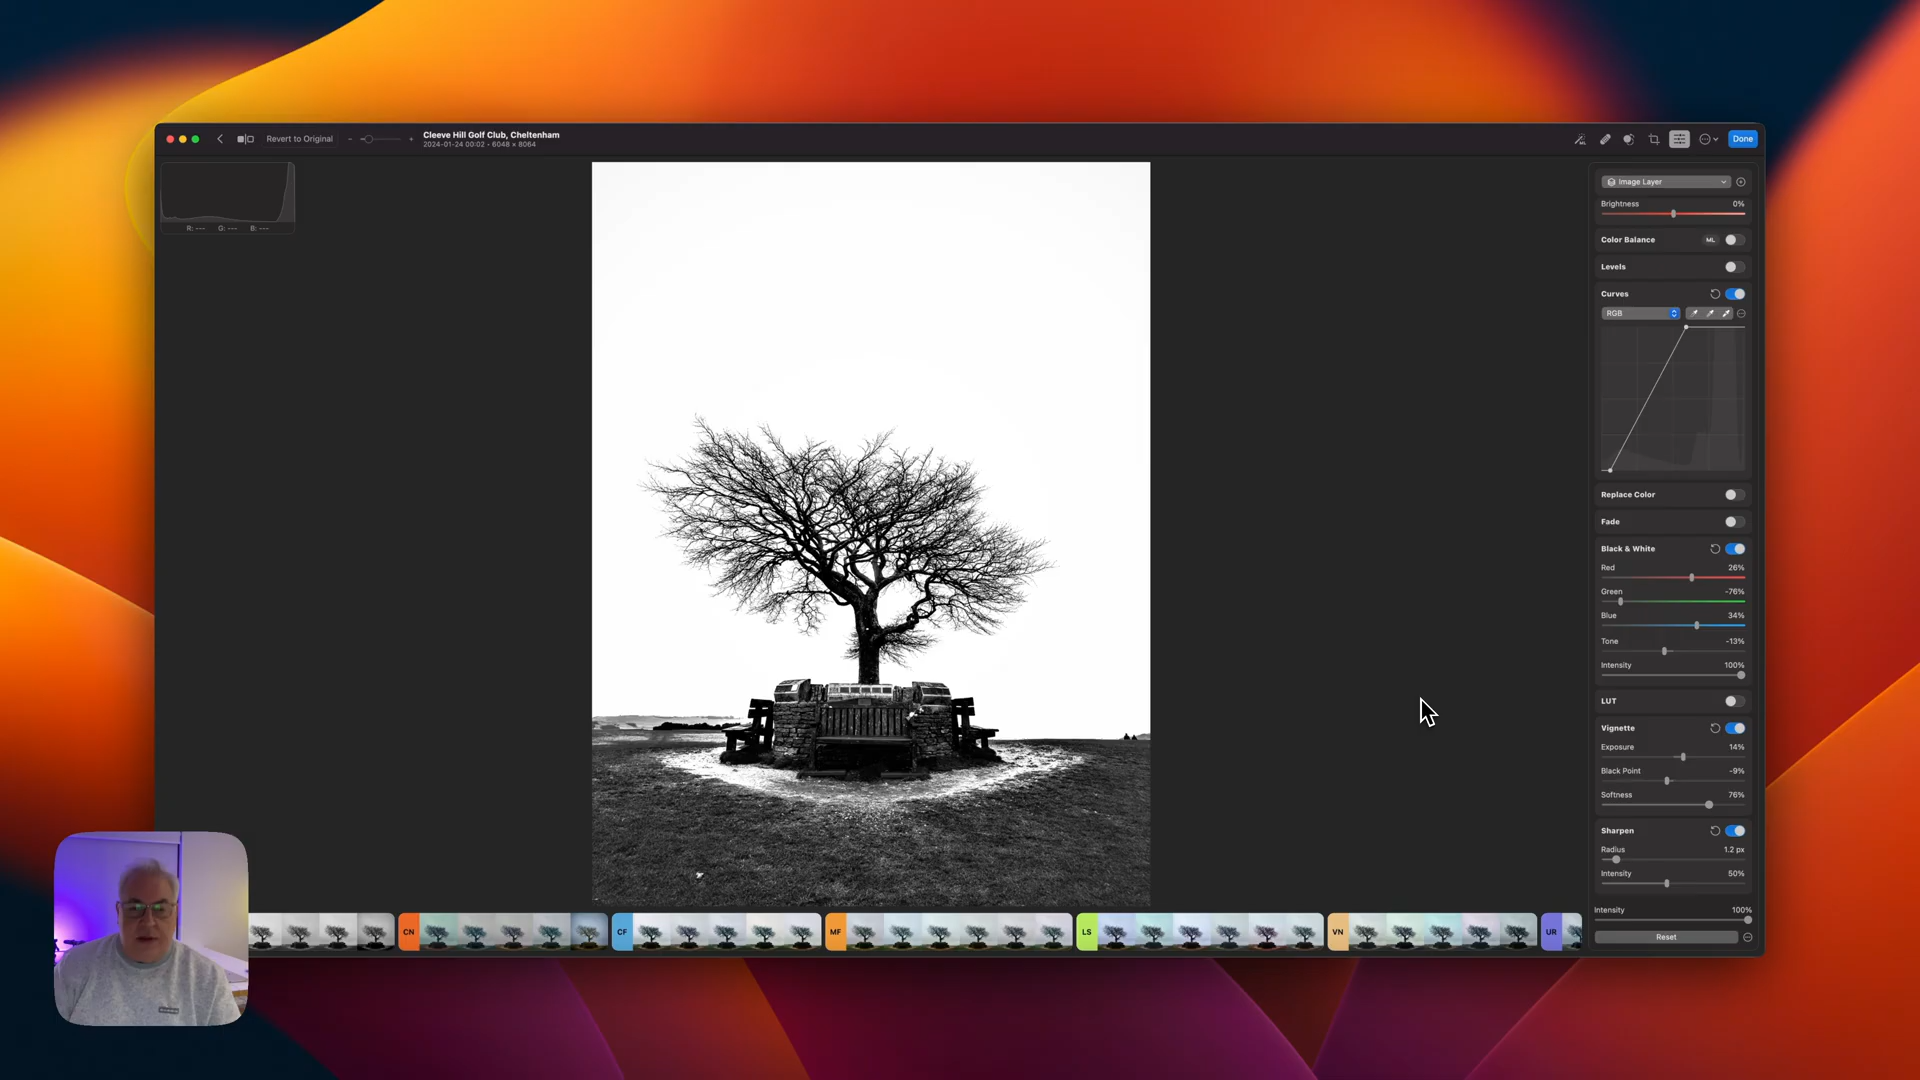 Revert to Original
Cleeve Hill Golf Club, Cheltenham
2024-01-24 00:02 • 6048 × 8064
Done
R: --- G: --- B: ---
Image Layer
Brightness 0%
Color Balance ML
Levels
Curves
RGB
Replace Color
Fade
Black & White
Red 26%
Green -76%
Blue 34%
Tone -13%
Intensity 100%
LUT
Vignette
Exposure 14%
Black Point -9%
Softness 76%
Sharpen
Radius 1.2 px
Intensity 50%
Intensity 100%
Reset
CN
CF
MF
LS
VN
UR